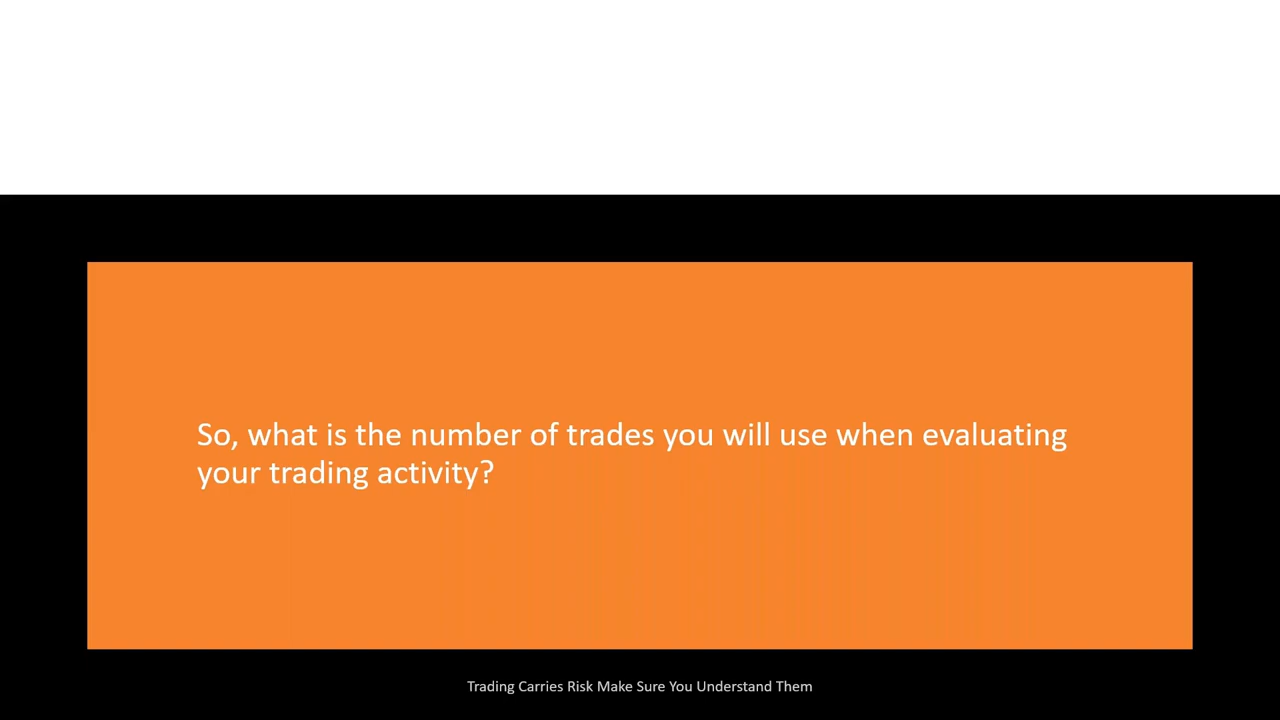 So, what is the number of trades you will use when evaluating
your trading activity?
Trading Carries Risk Make Sure You Understand Them